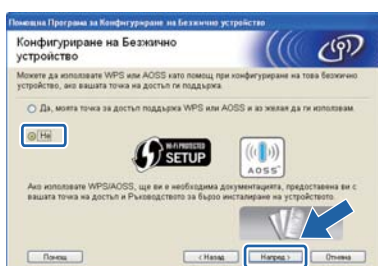 Помощна Програма за Конфигуриране на Безжично устройство
Конфигуриране на Безжично
устройство
Можете да използвате WPS или AOSS като помощ при конфигуриране на това безжично
устройство, ако вашата точка на достъп ги поддържа.
Да, моята точка за достъп поддържа WPS или AOSS и аз желая да ги използвам.
Не
Wi-Fi PROTECTED
SETUP
AOSS
Ако използвате WPS/AOSS, ще ви е необходима документацията, предоставена ви с
вашата точка на достъп и Ръководството за бързо инсталиране на устройството.
Помощ
< Назад
Напред >
Отмяна